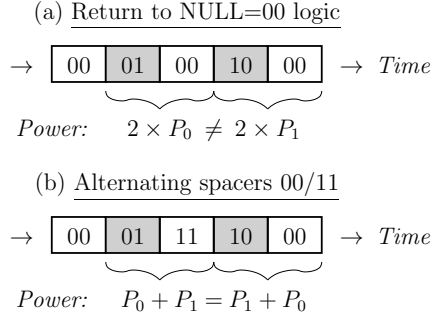 (a) Return to NULL=00 logic
→ 00 01 00 10 00 → Time
Power: 2 × P₀ ≠ 2 × P₁
(b) Alternating spacers 00/11
→ 00 01 11 10 00 → Time
Power: P₀ + P₁ = P₁ + P₀